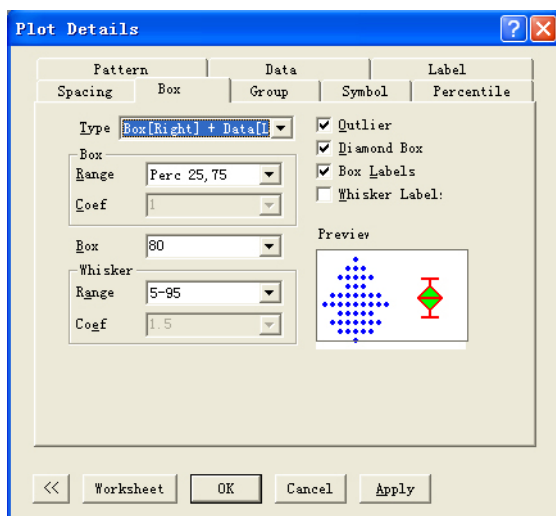 Plot Details
Pattern Data Label
Spacing Box Group Symbol Percentile
Type Box[Right] + Data[L
Box
Range Perc 25,75
Coef 1
Box 80
Whisker
Range 5-95
Coef 1.5
Outlier
Diamond Box
Box Labels
Whisker Label:
Preview
<< Worksheet OK Cancel Apply